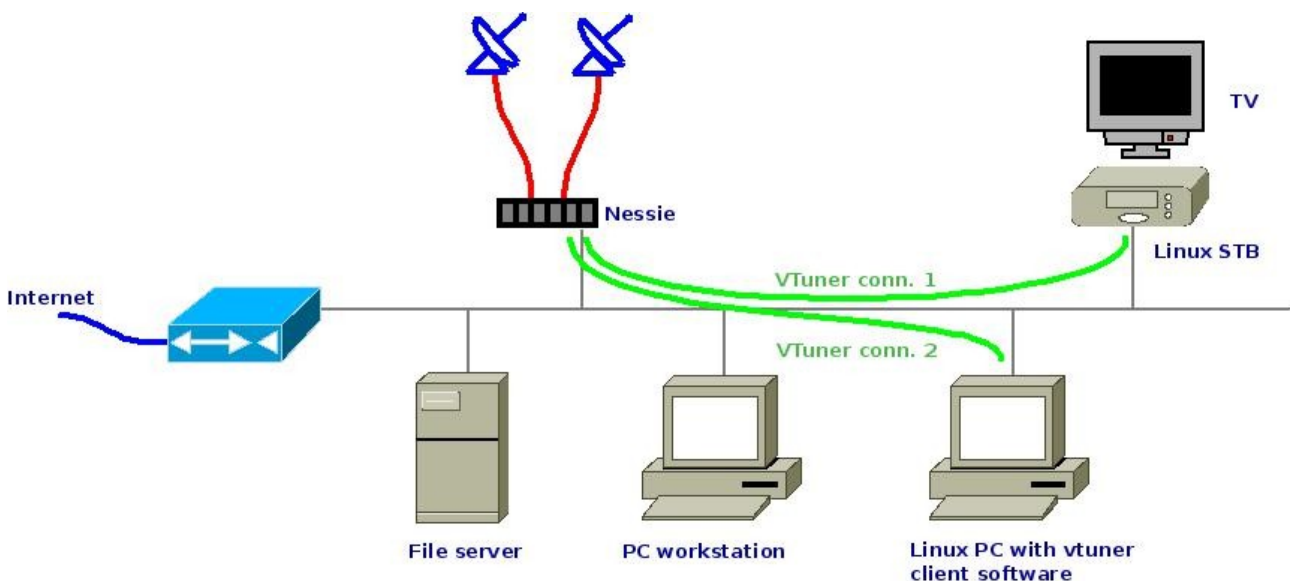 TV
Nessie
Linux STB
VTuner conn. 1
Internet
VTuner conn. 2
File server
PC workstation
Linux PC with vtuner
client software